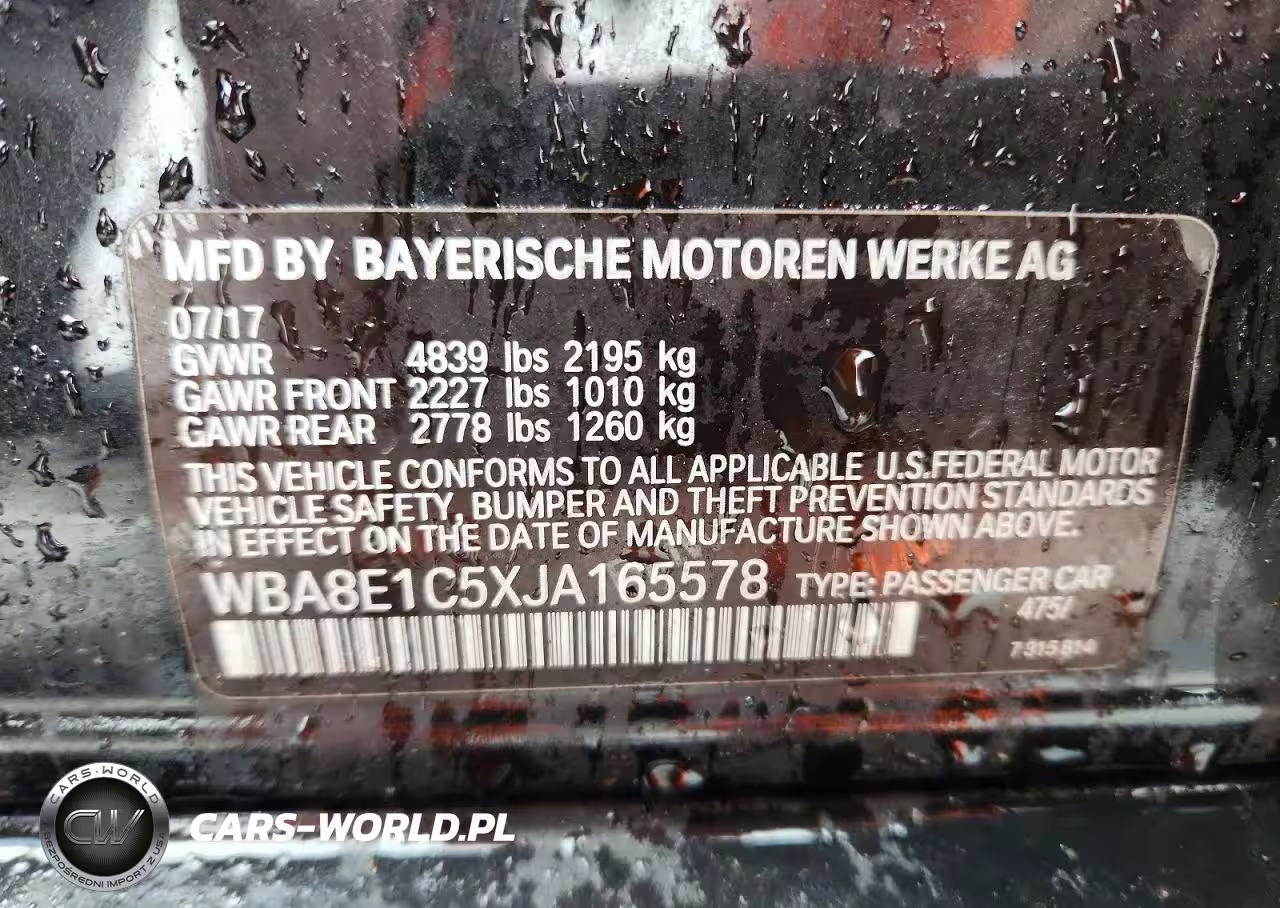 MFD BY BAYERISCHE MOTOREN WERKE AG
07/17
GVWR 4839 lbs 2195 kg
GAWR FRONT 2227 lbs 1010 kg
GAWR REAR 2778 lbs 1260 kg
THIS VEHICLE CONFORMS TO ALL APPLICABLE U.S.FEDERAL MOTOR
VEHICLE SAFETY, BUMPER AND THEFT PREVENTION STANDARDS
IN EFFECT ON THE DATE OF MANUFACTURE SHOWN ABOVE.
WBA8E1C5XJA165578 TYPE: PASSENGER CAR
475/
7315814
CARS-WORLD
CW
BEZPOŚREDNI IMPORT Z USA
CARS-WORLD.PL